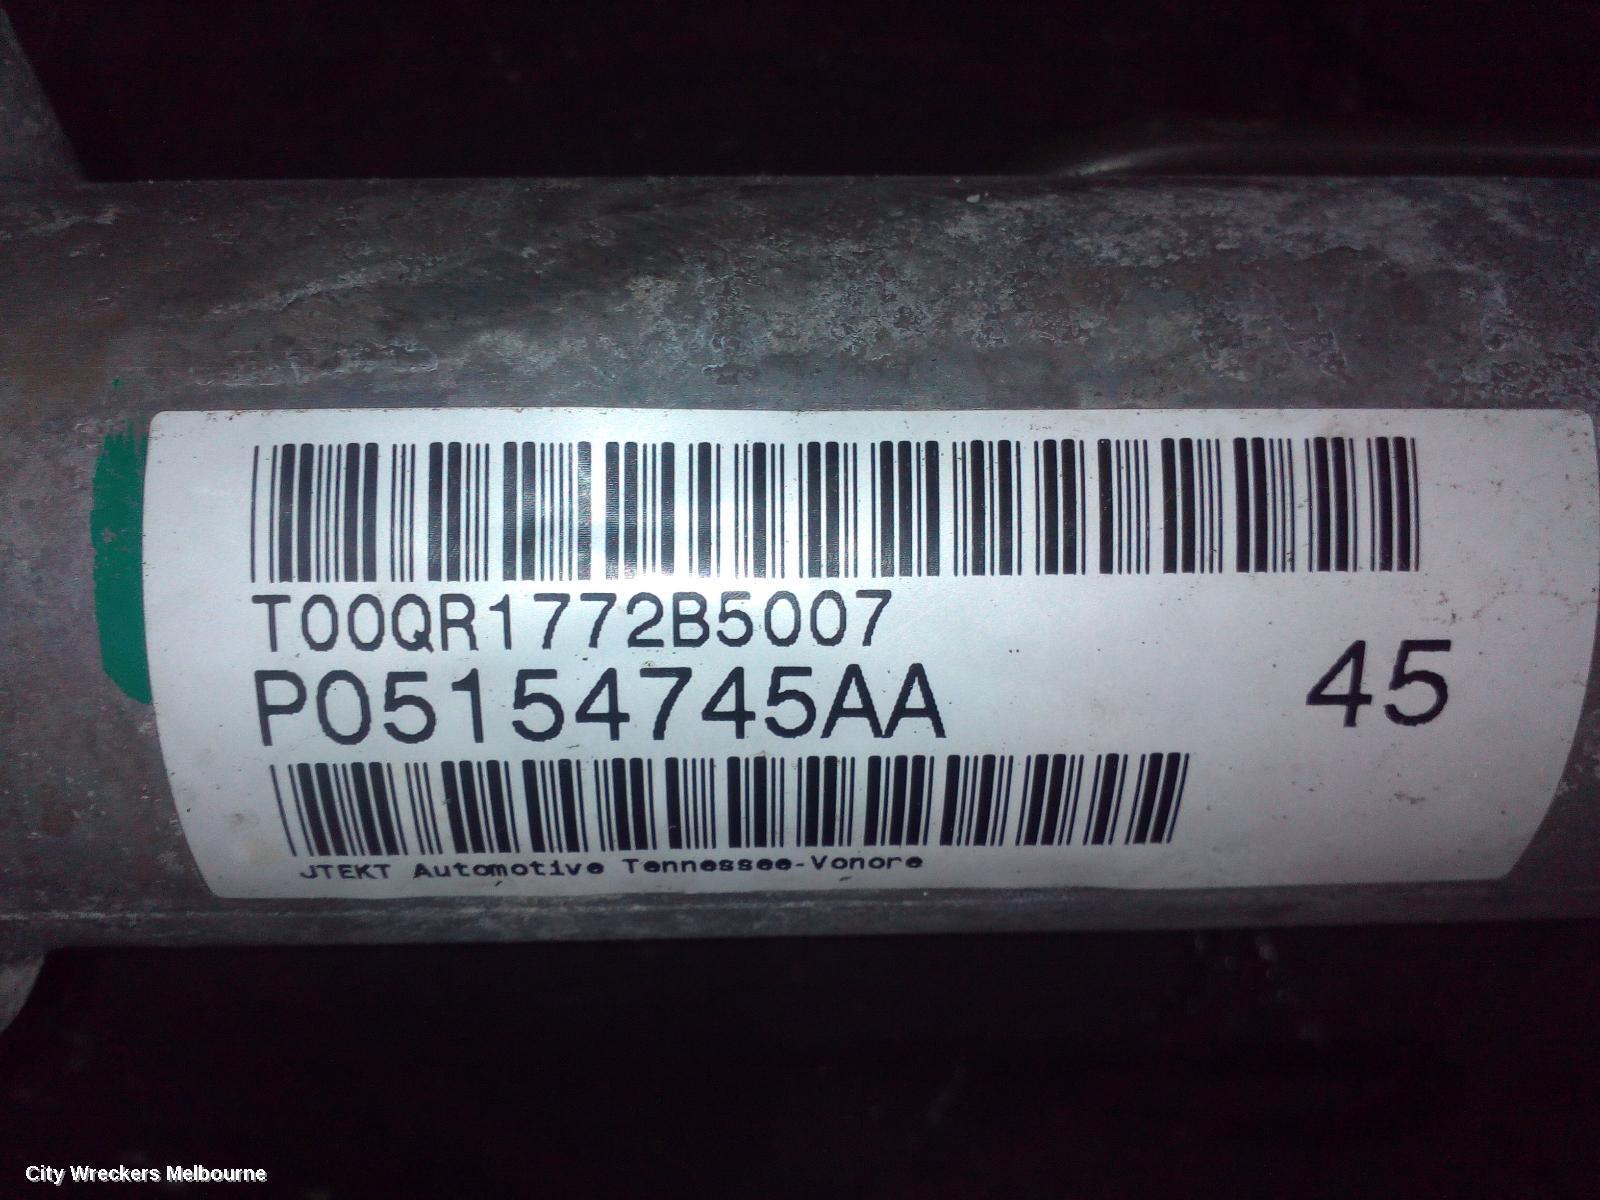 T00QR1772B5007
P05154745AA
45
JTEKT Automotive Tennessee-Vonore
City Wreckers Melbourne